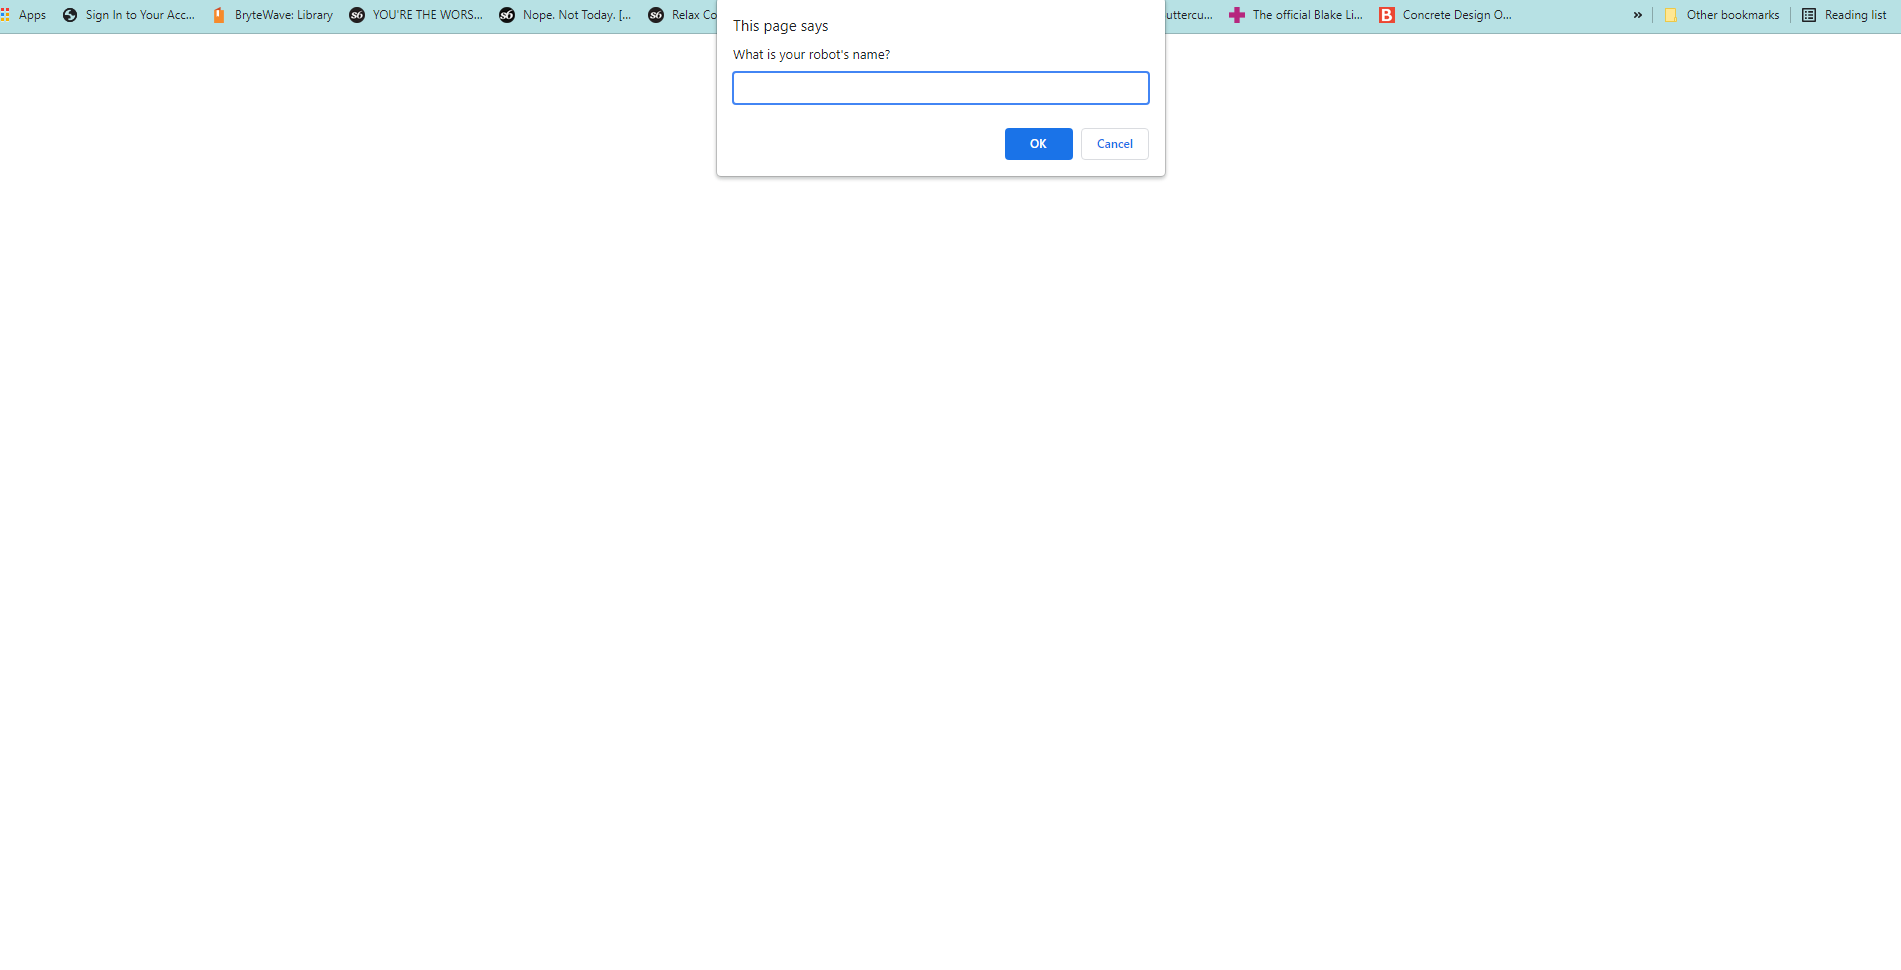 Apps Sign In to Your Acc... BryteWave: Library YOU'RE THE WORS... Nope. Not Today. [... Relax Co uttercu... The official Blake Li... Concrete Design O... » Other bookmarks Reading list
This page says
What is your robot's name?
OK Cancel